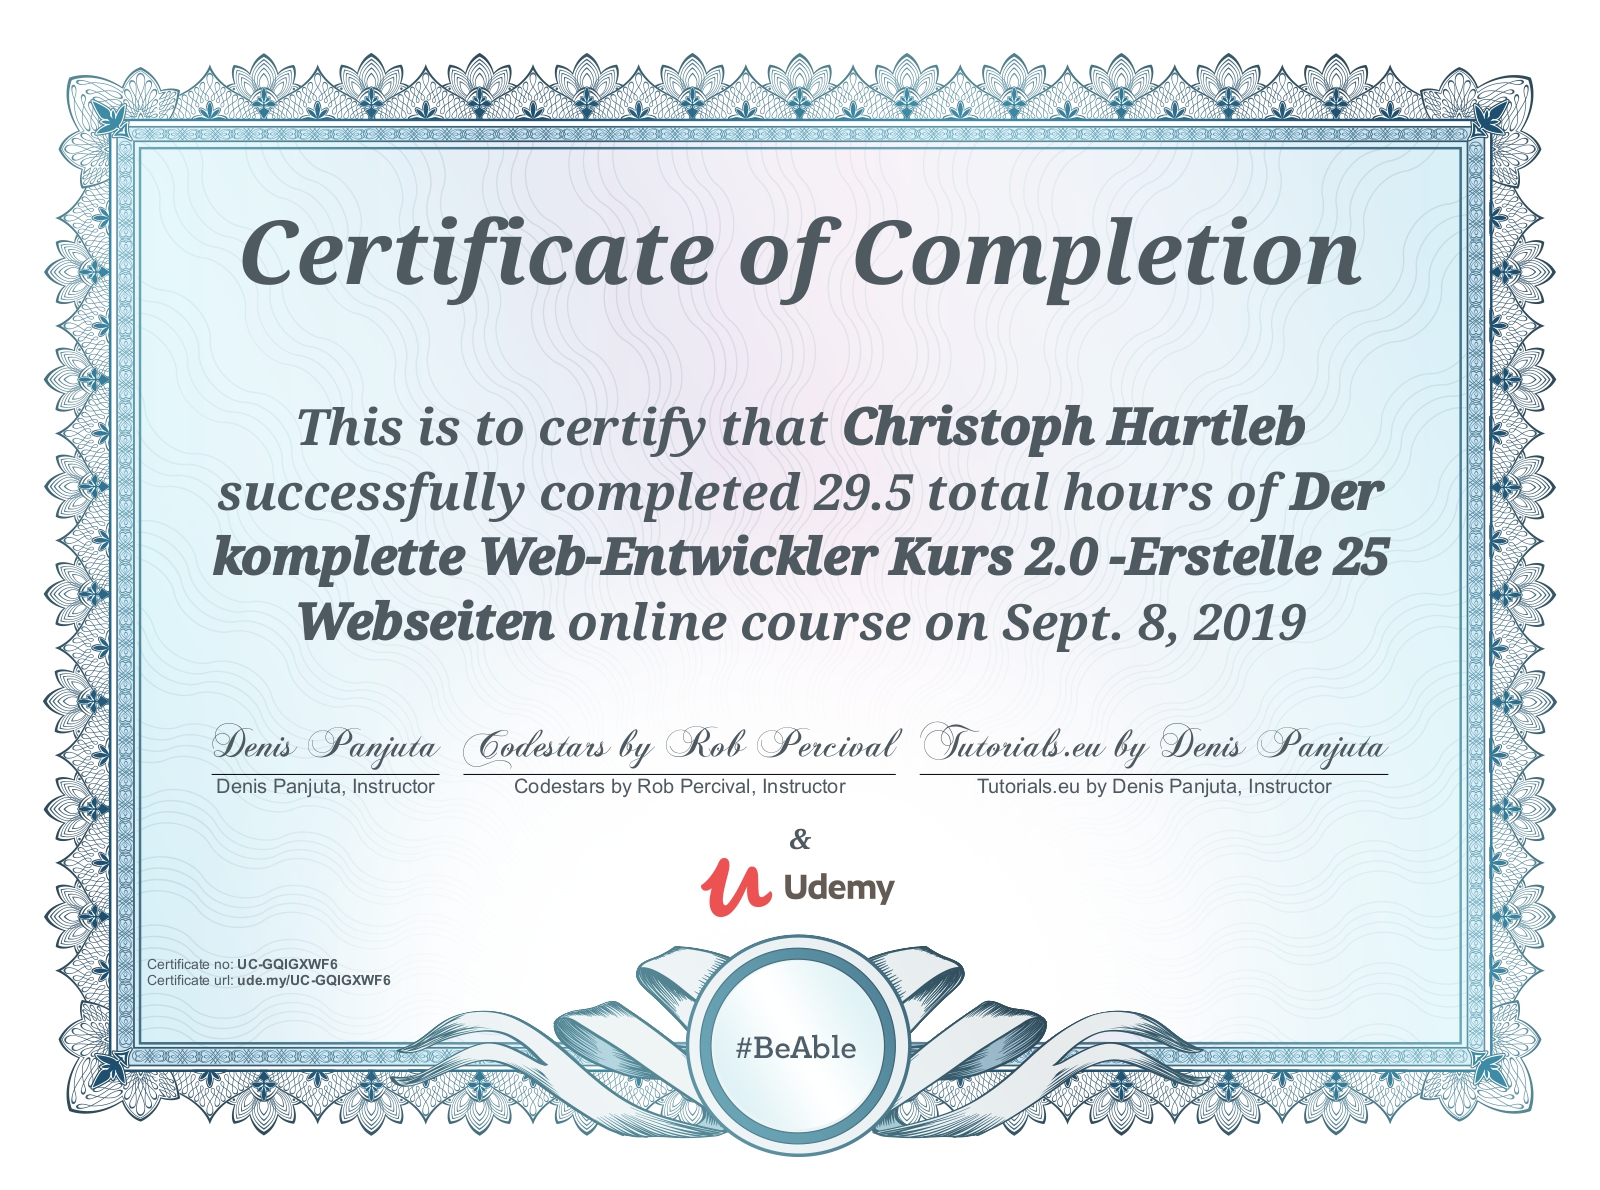 Certificate of Completion
This is to certify that Christoph Hartleb
successfully completed 29.5 total hours of Der
komplette Web-Entwickler Kurs 2.0 -Erstelle 25
Webseiten online course on Sept. 8, 2019
Denis Panjuta Codestars by Rob Percival Tutorials.eu by Denis Panjuta
Denis Panjuta, Instructor Codestars by Rob Percival, Instructor Tutorials.eu by Denis Panjuta, Instructor
&
Udemy
Certificate no: UC-GQIGXWF6
Certificate url: ude.my/UC-GQIGXWF6
#BeAble